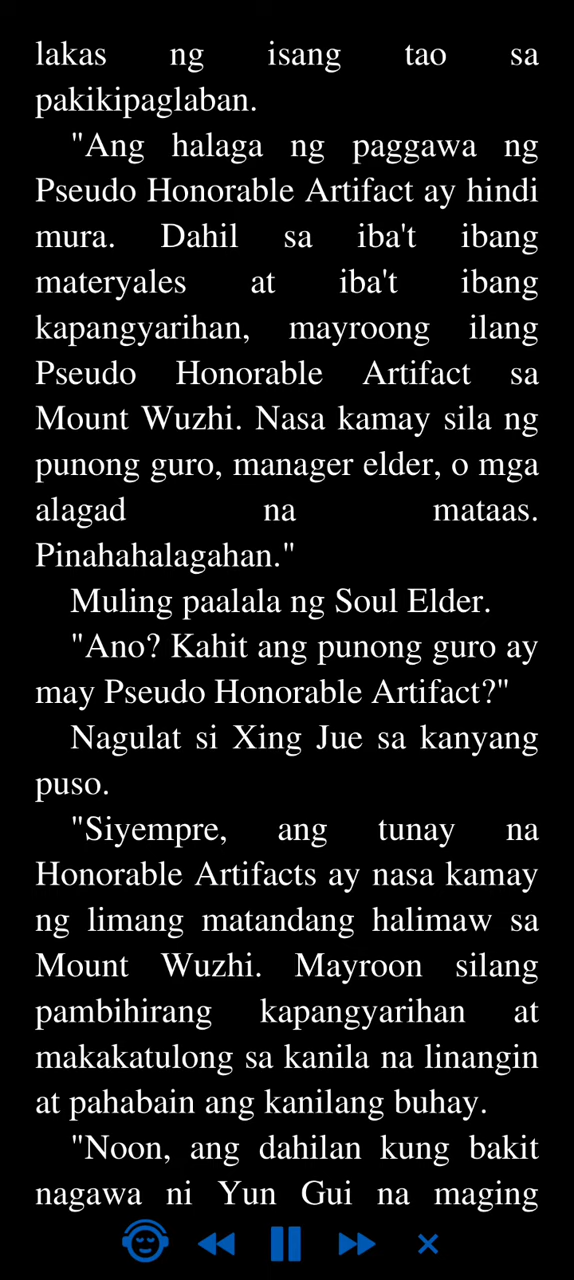 lakas ng isang tao sa
pakikipaglaban.
"Ang halaga ng paggawa ng
Pseudo Honorable Artifact ay hindi
mura. Dahil sa iba't ibang
materyales at iba't ibang
kapangyarihan, mayroong ilang
Pseudo Honorable Artifact sa
Mount Wuzhi. Nasa kamay sila ng
punong guro, manager elder, o mga
alagad na mataas.
Pinahahalagahan."
Muling paalala ng Soul Elder.
"Ano? Kahit ang punong guro ay
may Pseudo Honorable Artifact?"
Nagulat si Xing Jue sa kanyang
puso.
"Siyempre, ang tunay na
Honorable Artifacts ay nasa kamay
ng limang matandang halimaw sa
Mount Wuzhi. Mayroon silang
pambihirang kapangyarihan at
makakatulong sa kanila na linangin
at pahabain ang kanilang buhay.
"Noon, ang dahilan kung bakit
nagawa ni Yun Gui na maging